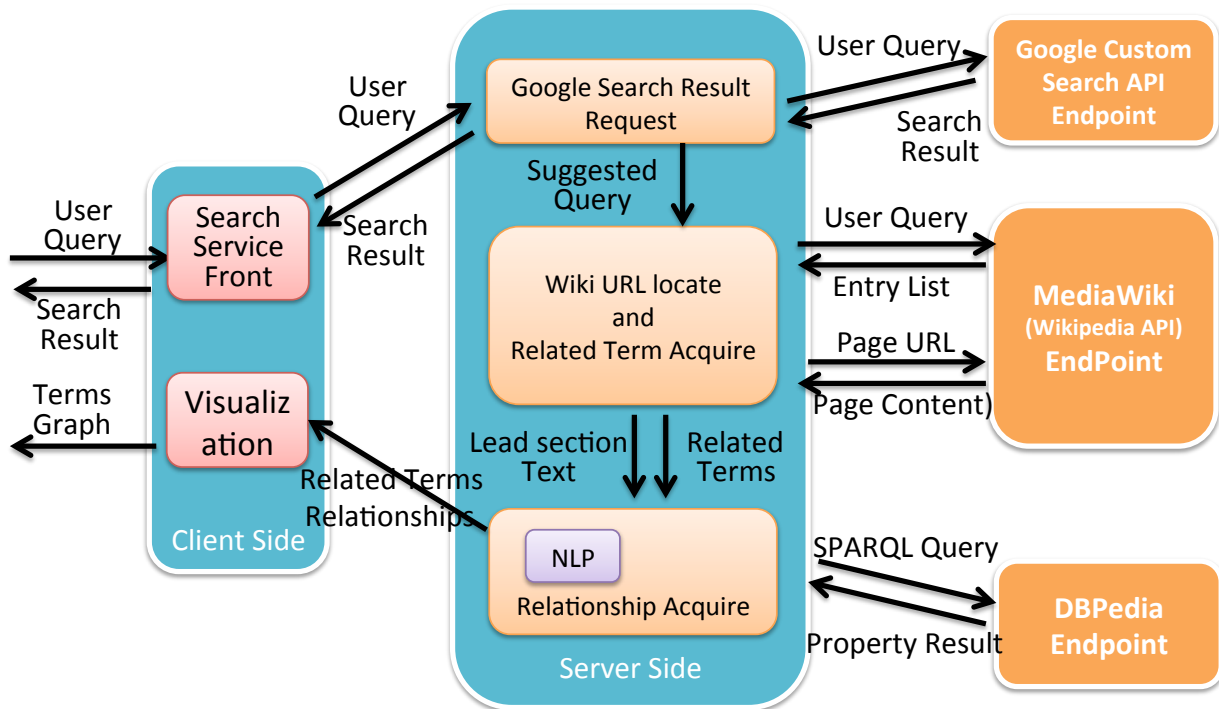 User
Query
Search
Result
Terms
Graph
Search
Service
Front
Visualiz
ation
Client Side
User
Query
Search
Result
Related Terms
Relationships
Google Search Result
Request
Suggested
Query
Wiki URL locate
and
Related Term Acquire
Lead section
Text
Related
Terms
NLP
Relationship Acquire
Server Side
User Query
Search
Result
User Query
Entry List
Page URL
Page Content)
SPARQL Query
Property Result
Google Custom
Search API
Endpoint
MediaWiki
(Wikipedia API)
EndPoint
DBPedia
Endpoint